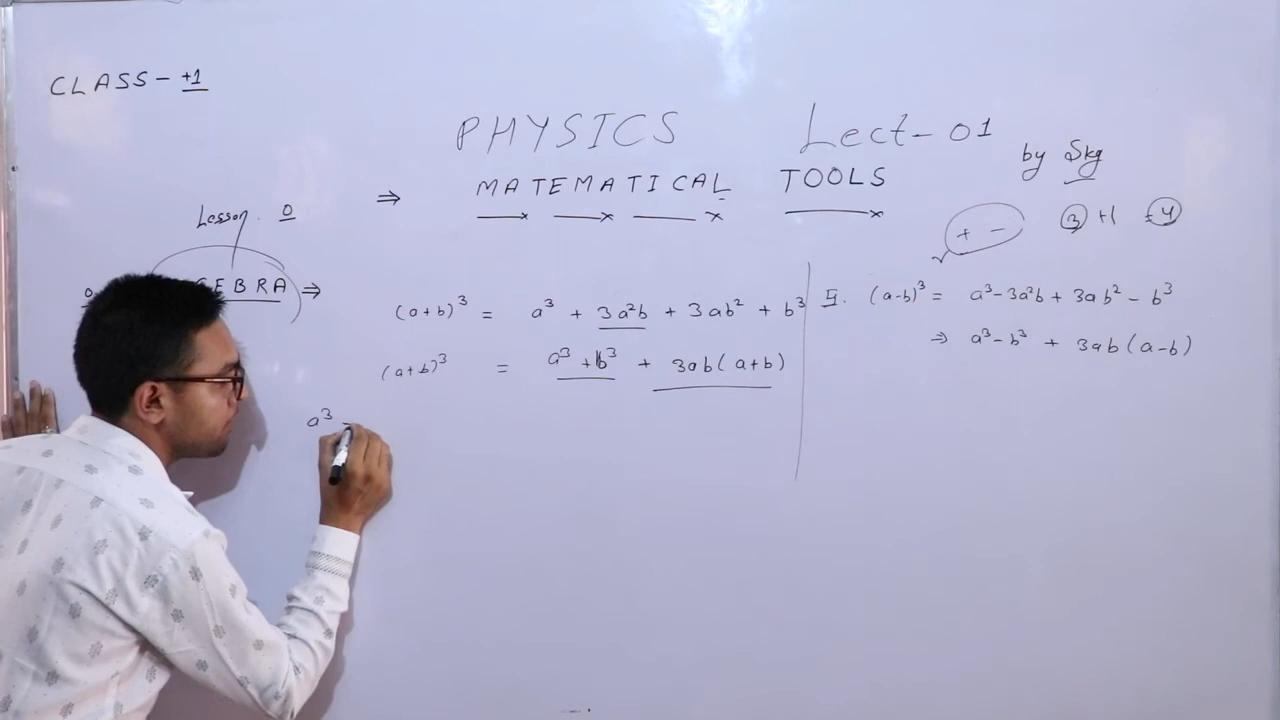 CLASS- +1
PHYSICS Lect-01
by Skg
⇒ MATEMATICAL TOOLS
Lesson. 0
+ - 3 +1 = 4
GEBRA ⇒
(a+b)³ = a³ + 3a²b + 3ab² + b³
(a+b)³ = a³ + b³ + 3ab(a+b)
a³ -
II. (a-b)³ = a³-3a²b + 3ab² - b³
⇒ a³-b³ + 3ab(a-b)